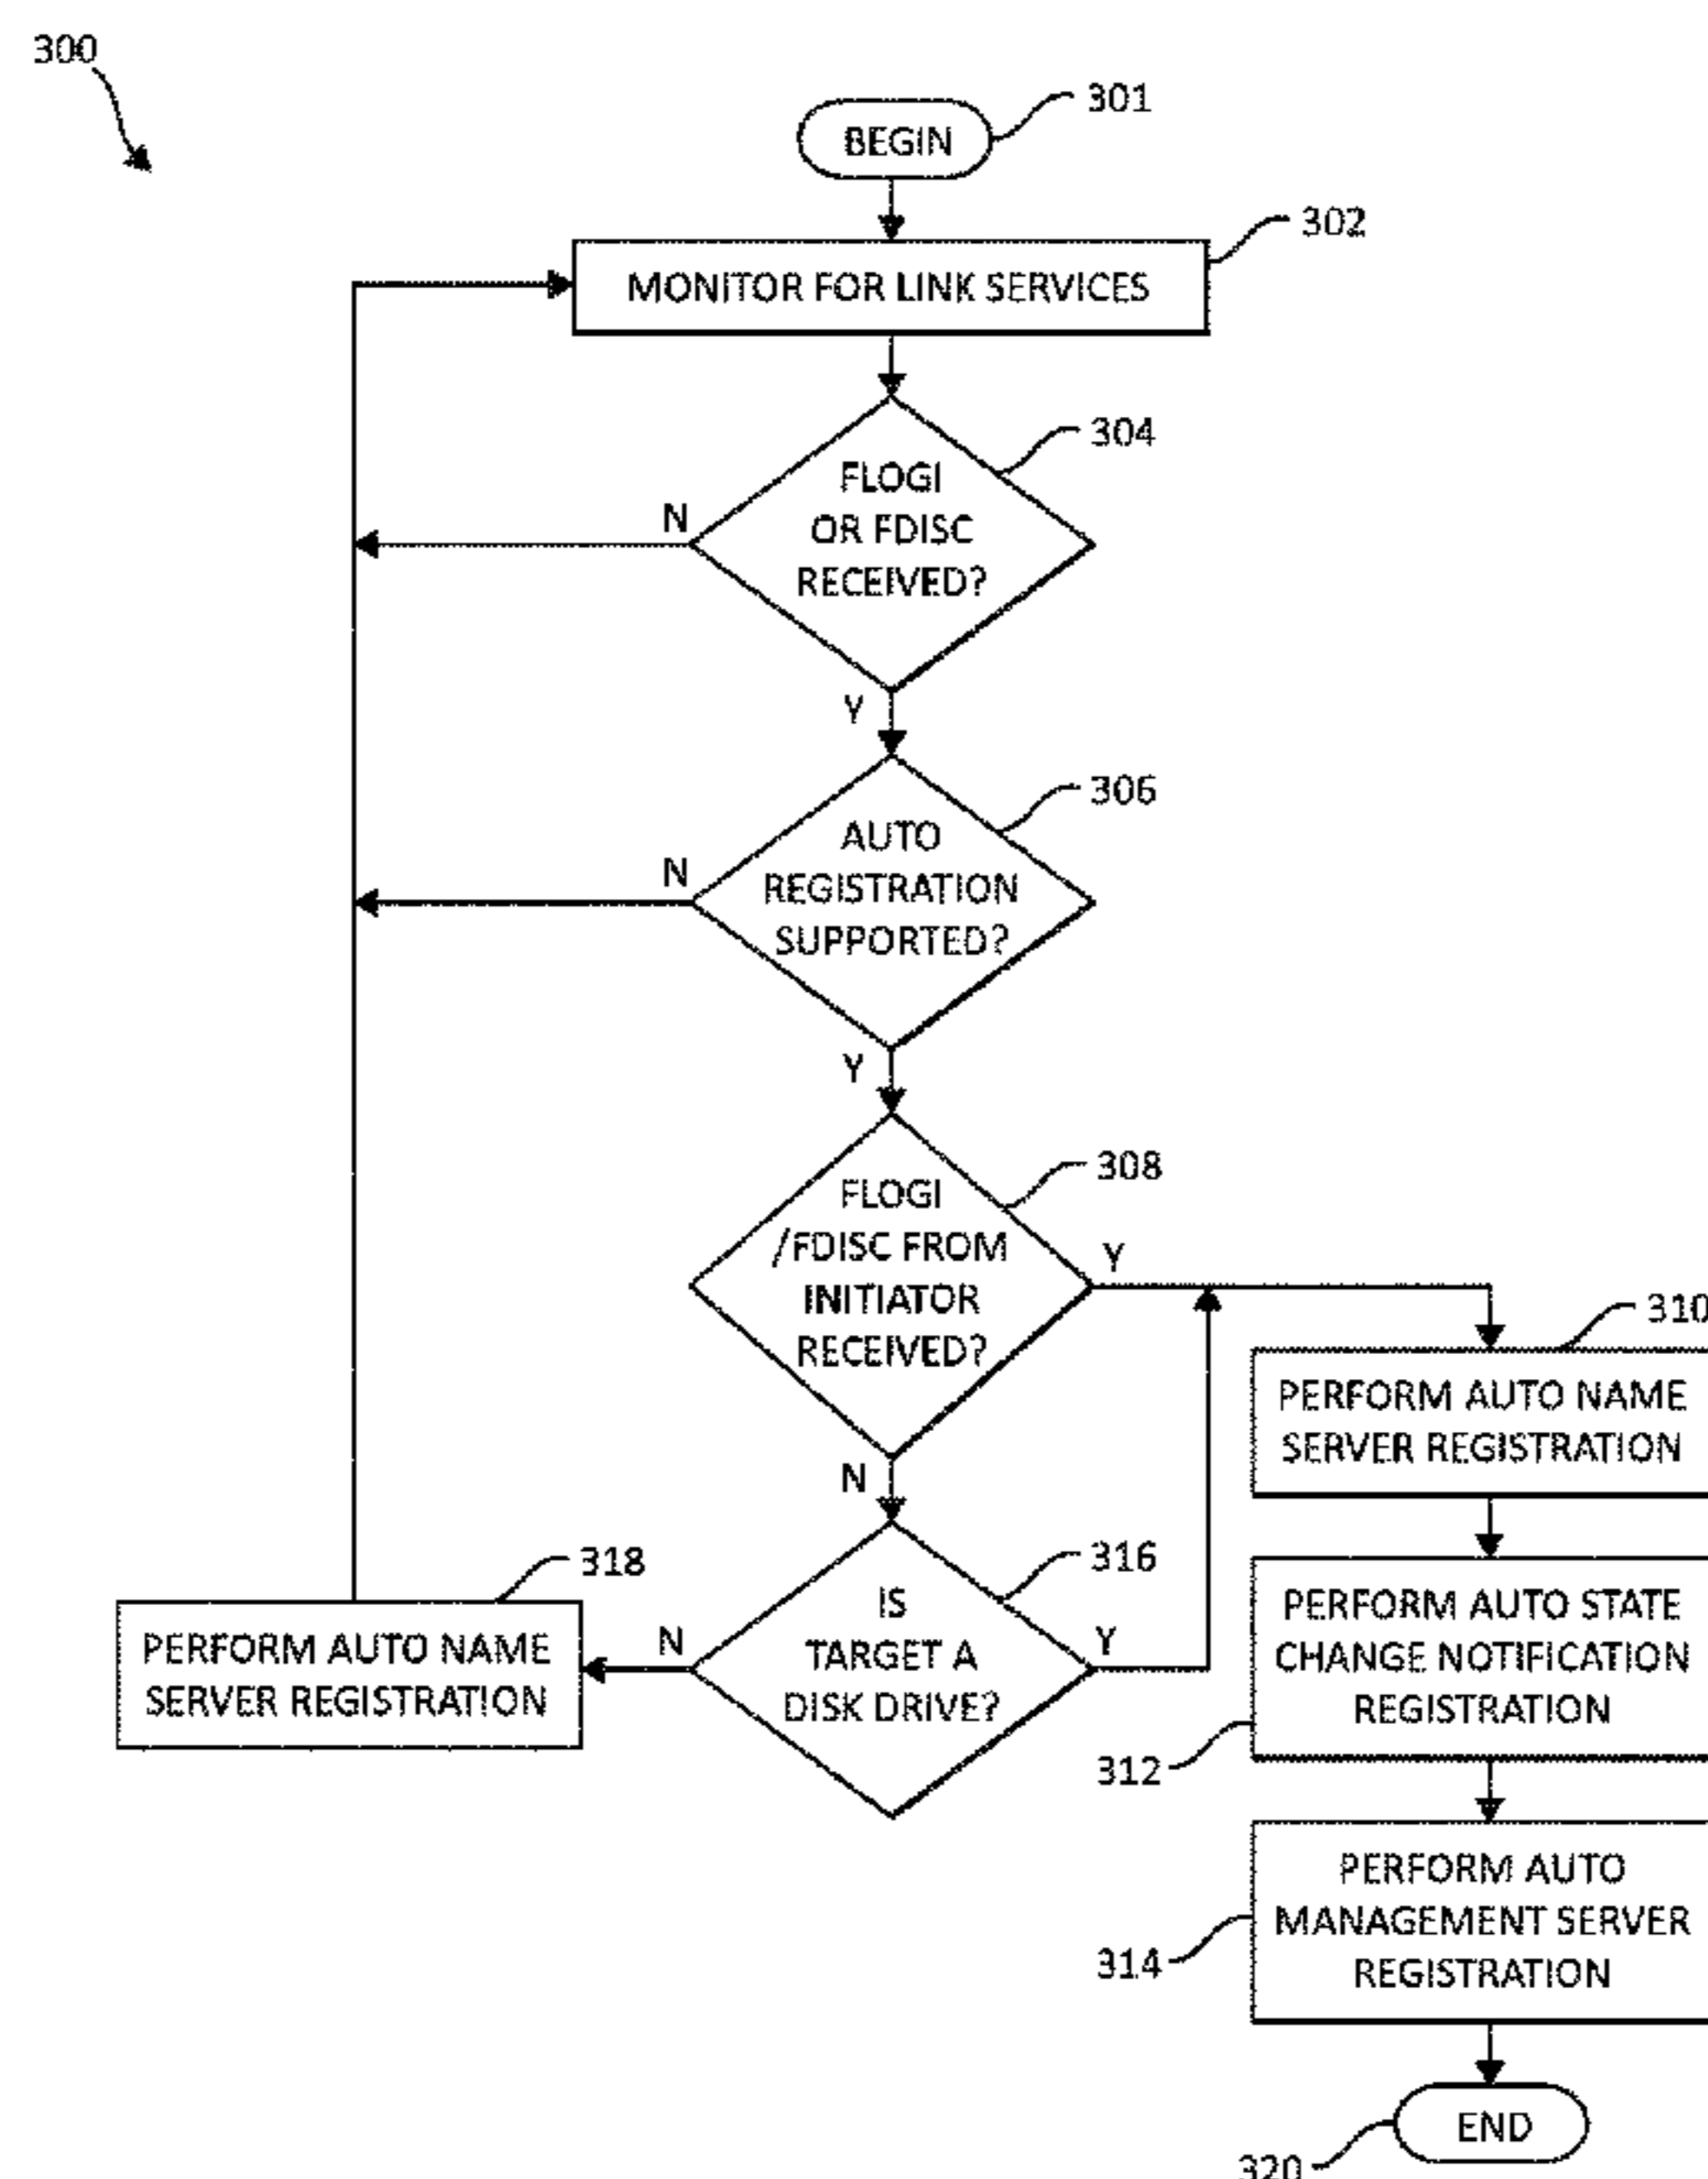 300
BEGIN
301
302
MONITOR FOR LINK SERVICES
304
FLOGI
OR FDISC
RECEIVED?
N
Y
306
AUTO
REGISTRATION
SUPPORTED?
N
Y
308
FLOGI
/FDISC FROM
INITIATOR
RECEIVED?
Y
N
310
PERFORM AUTO NAME
SERVER REGISTRATION
316
IS
TARGET A
DISK DRIVE?
N
Y
318
PERFORM AUTO NAME
SERVER REGISTRATION
PERFORM AUTO STATE
CHANGE NOTIFICATION
REGISTRATION
312
PERFORM AUTO
MANAGEMENT SERVER
REGISTRATION
314
END
320